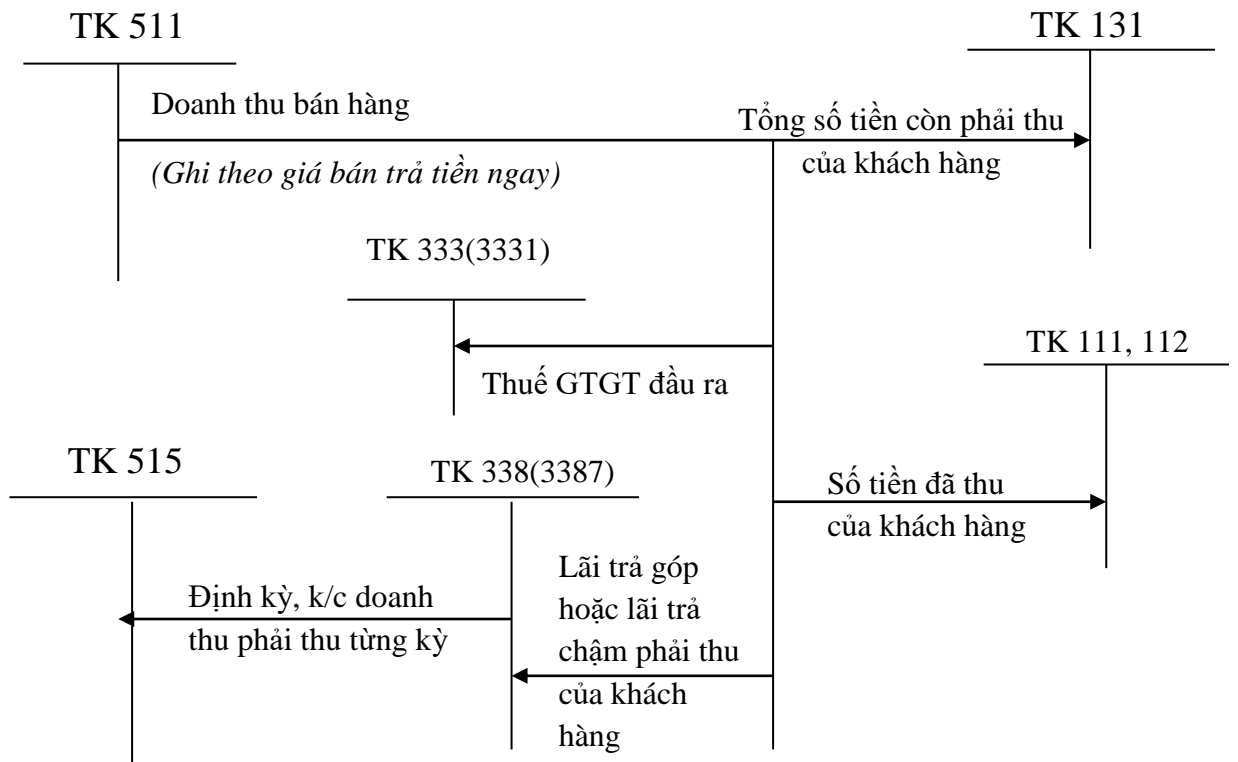 TK 511
TK 131
Doanh thu bán hàng
Tổng số tiền còn phải thu
của khách hàng
(Ghi theo giá bán trả tiền ngay)
TK 333(3331)
TK 111, 112
Thuế GTGT đầu ra
TK 515
TK 338(3387)
Số tiền đã thu
của khách hàng
Định kỳ, k/c doanh
thu phải thu từng kỳ
Lãi trả góp
hoặc lãi trả
chậm phải thu
của khách
hàng